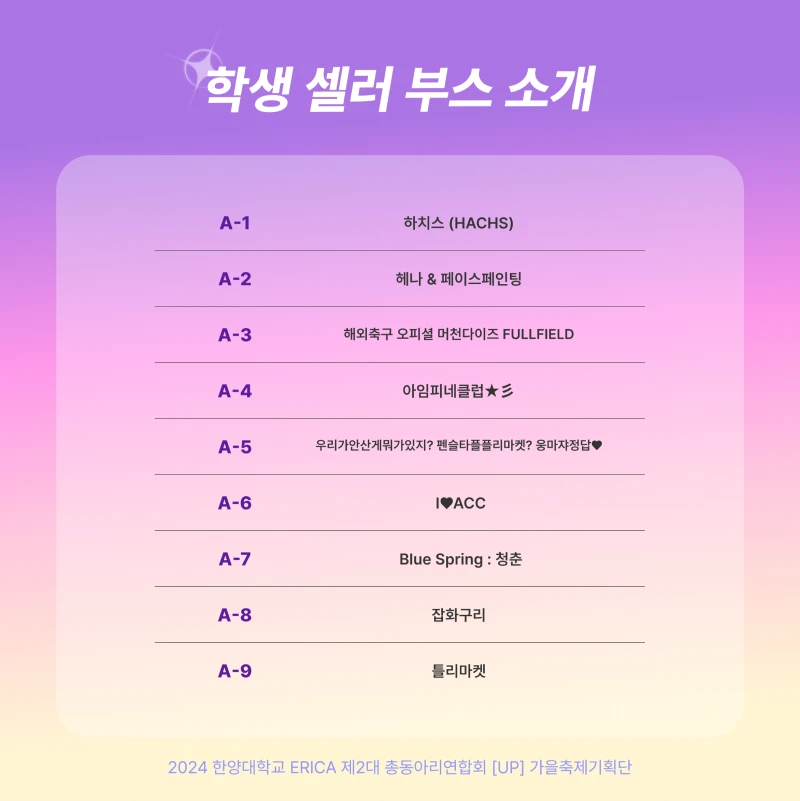 학생 셀러 부스 소개
A-1 하치스 (HACHS)
A-2 헤나 & 페이스페인팅
A-3 해외축구 오피셜 머천다이즈 FULLFIELD
A-4 아임피네클럽★彡
A-5 우리가안산게뭐가있지? 펜슬타플플리마켓? 웅마쟈정답♥
A-6 I♥ACC
A-7 Blue Spring : 청춘
A-8 잡화구리
A-9 틀리마켓
2024 한양대학교 ERICA 제2대 총동아리연합회 [UP] 가을축제기획단